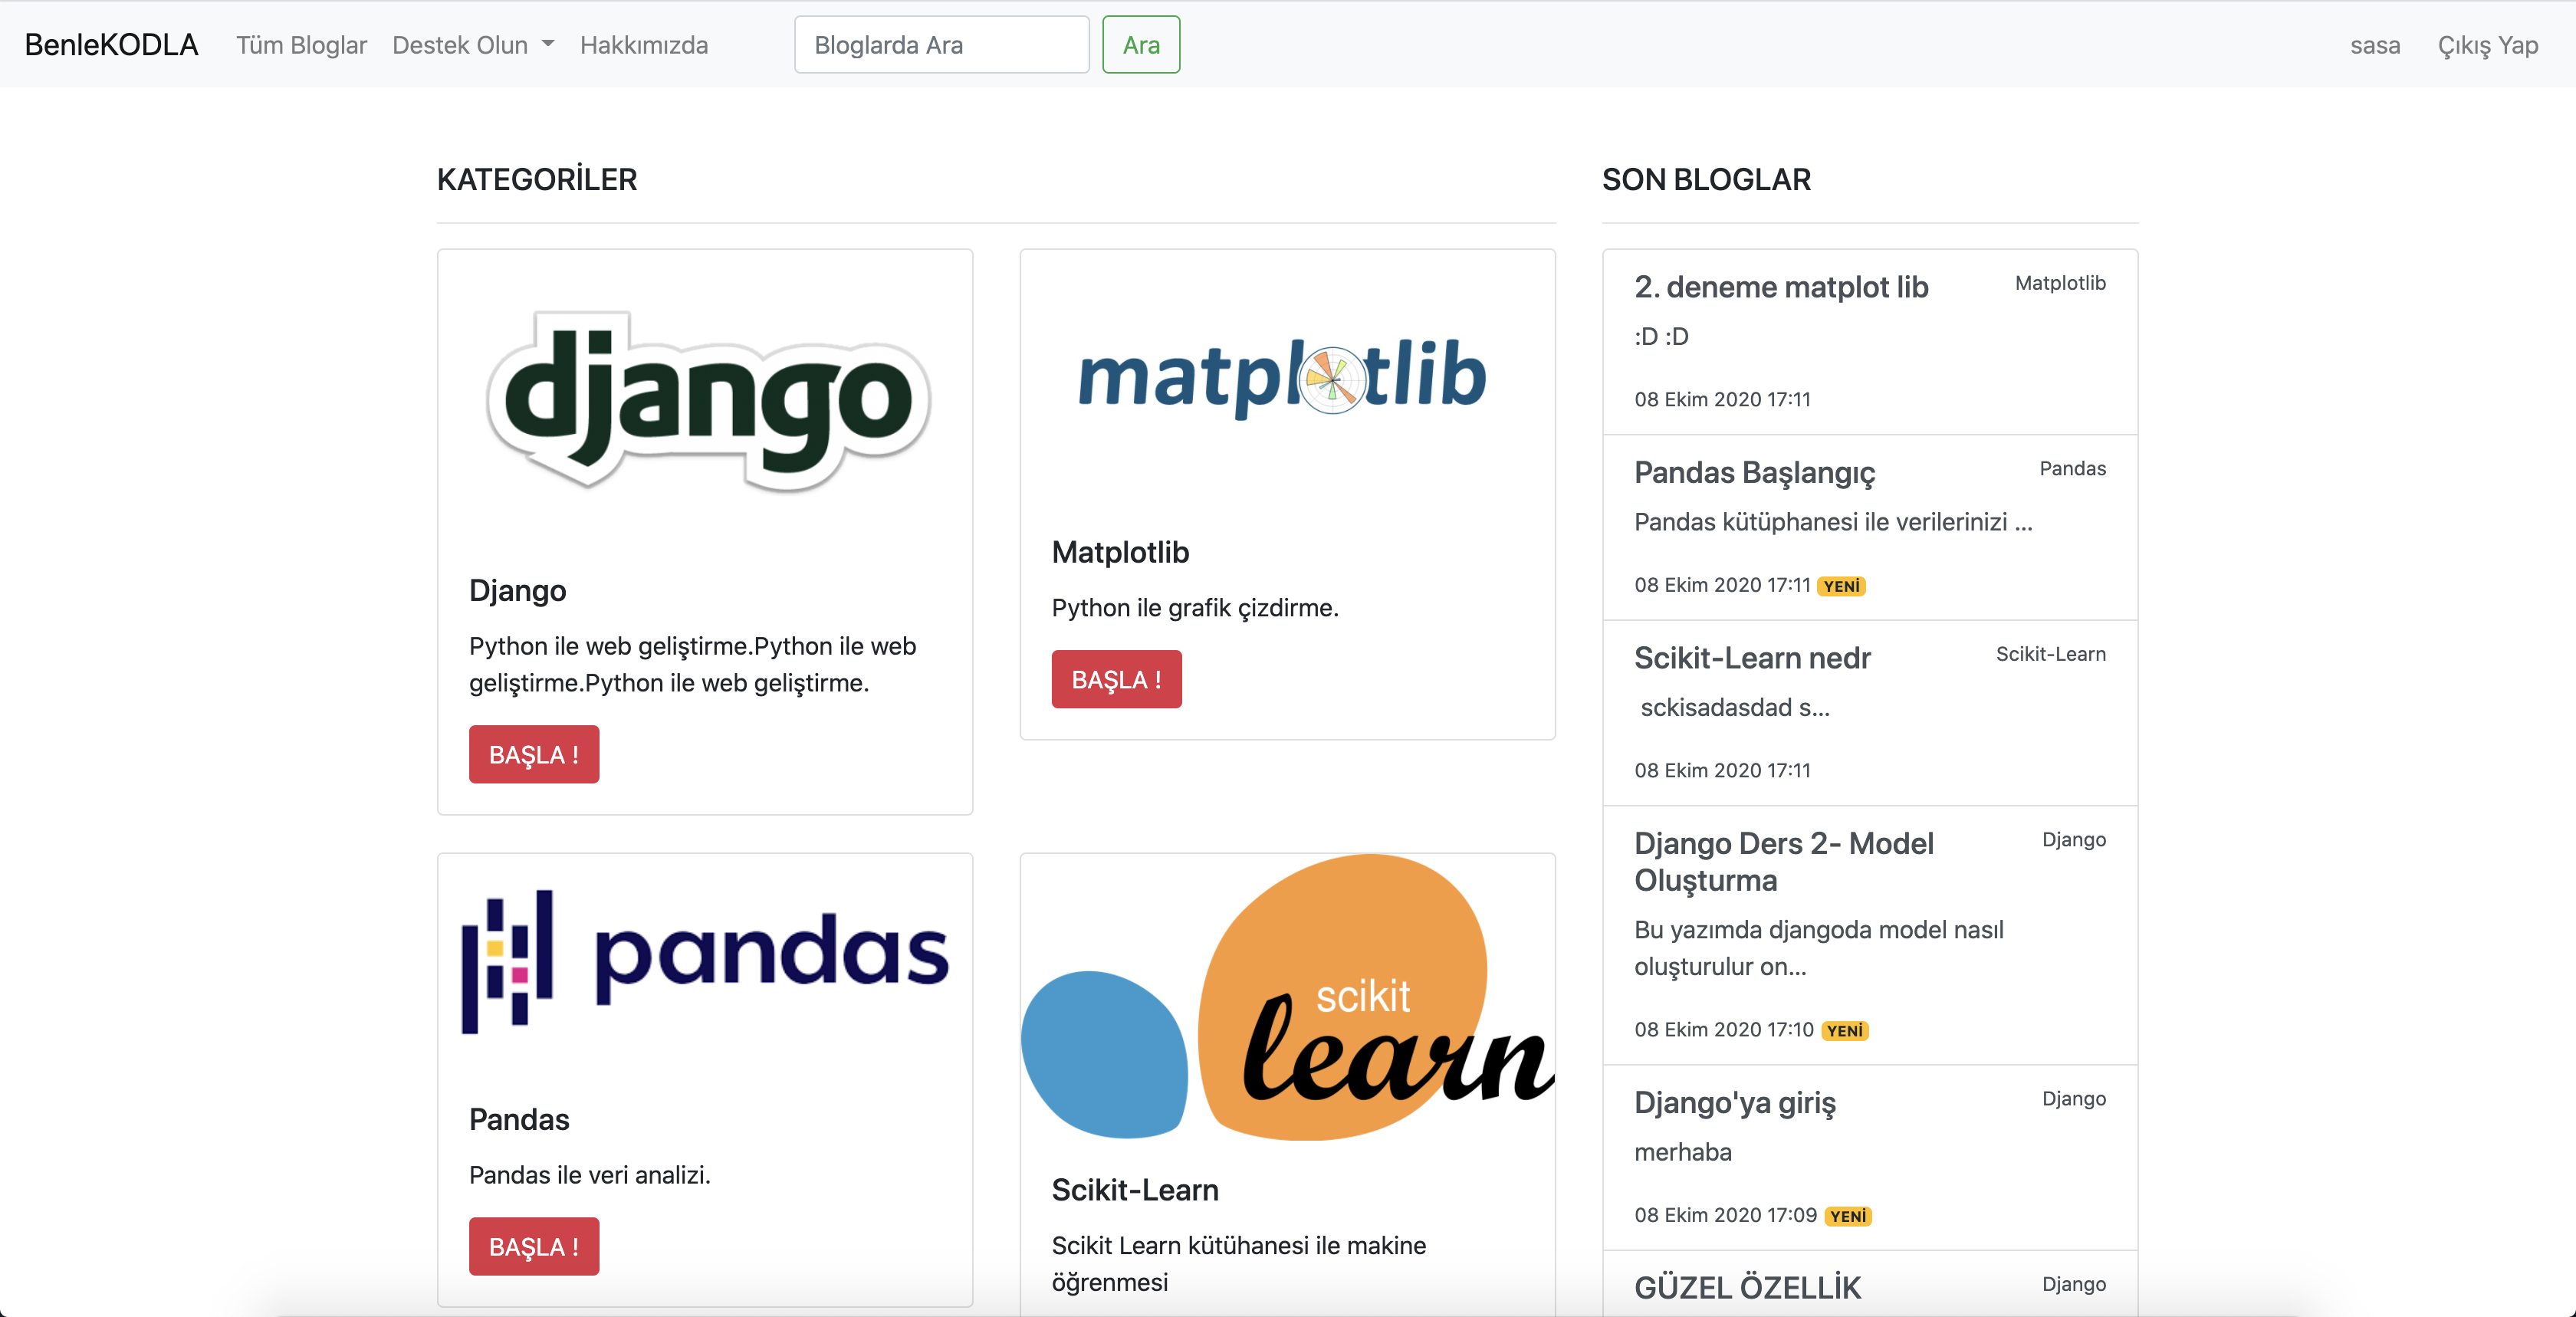 BenleKODLA Tüm Bloglar Destek Olun Hakkımızda Bloglarda Ara Ara sasa Çıkış Yap
KATEGORİLER
django
Django
Python ile web geliştirme.Python ile web
geliştirme.Python ile web geliştirme.
BAŞLA !
matplotlib
Matplotlib
Python ile grafik çizdirme.
BAŞLA !
pandas
Pandas
Pandas ile veri analizi.
BAŞLA !
scikit
learn
Scikit-Learn
Scikit Learn kütühanesi ile makine
öğrenmesi
SON BLOGLAR
2. deneme matplot lib Matplotlib
:D :D
08 Ekim 2020 17:11
Pandas Başlangıç Pandas
Pandas kütüphanesi ile verilerinizi ...
08 Ekim 2020 17:11 YENİ
Scikit-Learn nedr Scikit-Learn
sckisadasdad s...
08 Ekim 2020 17:11
Django Ders 2- Model Django
Oluşturma
Bu yazımda djangoda model nasıl
oluşturulur on...
08 Ekim 2020 17:10 YENİ
Django'ya giriş Django
merhaba
08 Ekim 2020 17:09 YENİ
GÜZEL ÖZELLİK Django